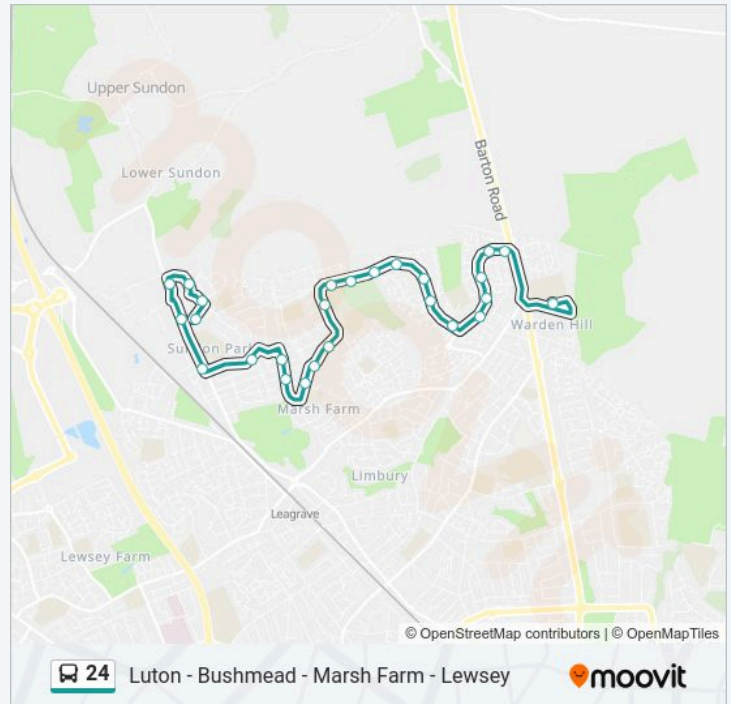 Upper Sundon
Barton Road
Lower Sundon
Warden Hill
Sundon Park
Marsh Farm
Limbury
Leagrave
Lewsey Farm
© OpenStreetMap contributors | © OpenMapTiles
24 Luton - Bushmead - Marsh Farm - Lewsey
moovit